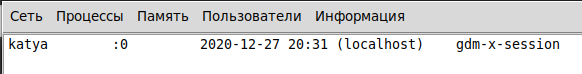 Сеть Процессы Память Пользователи Информация
katya :0 2020-12-27 20:31 (localhost) gdm-x-session